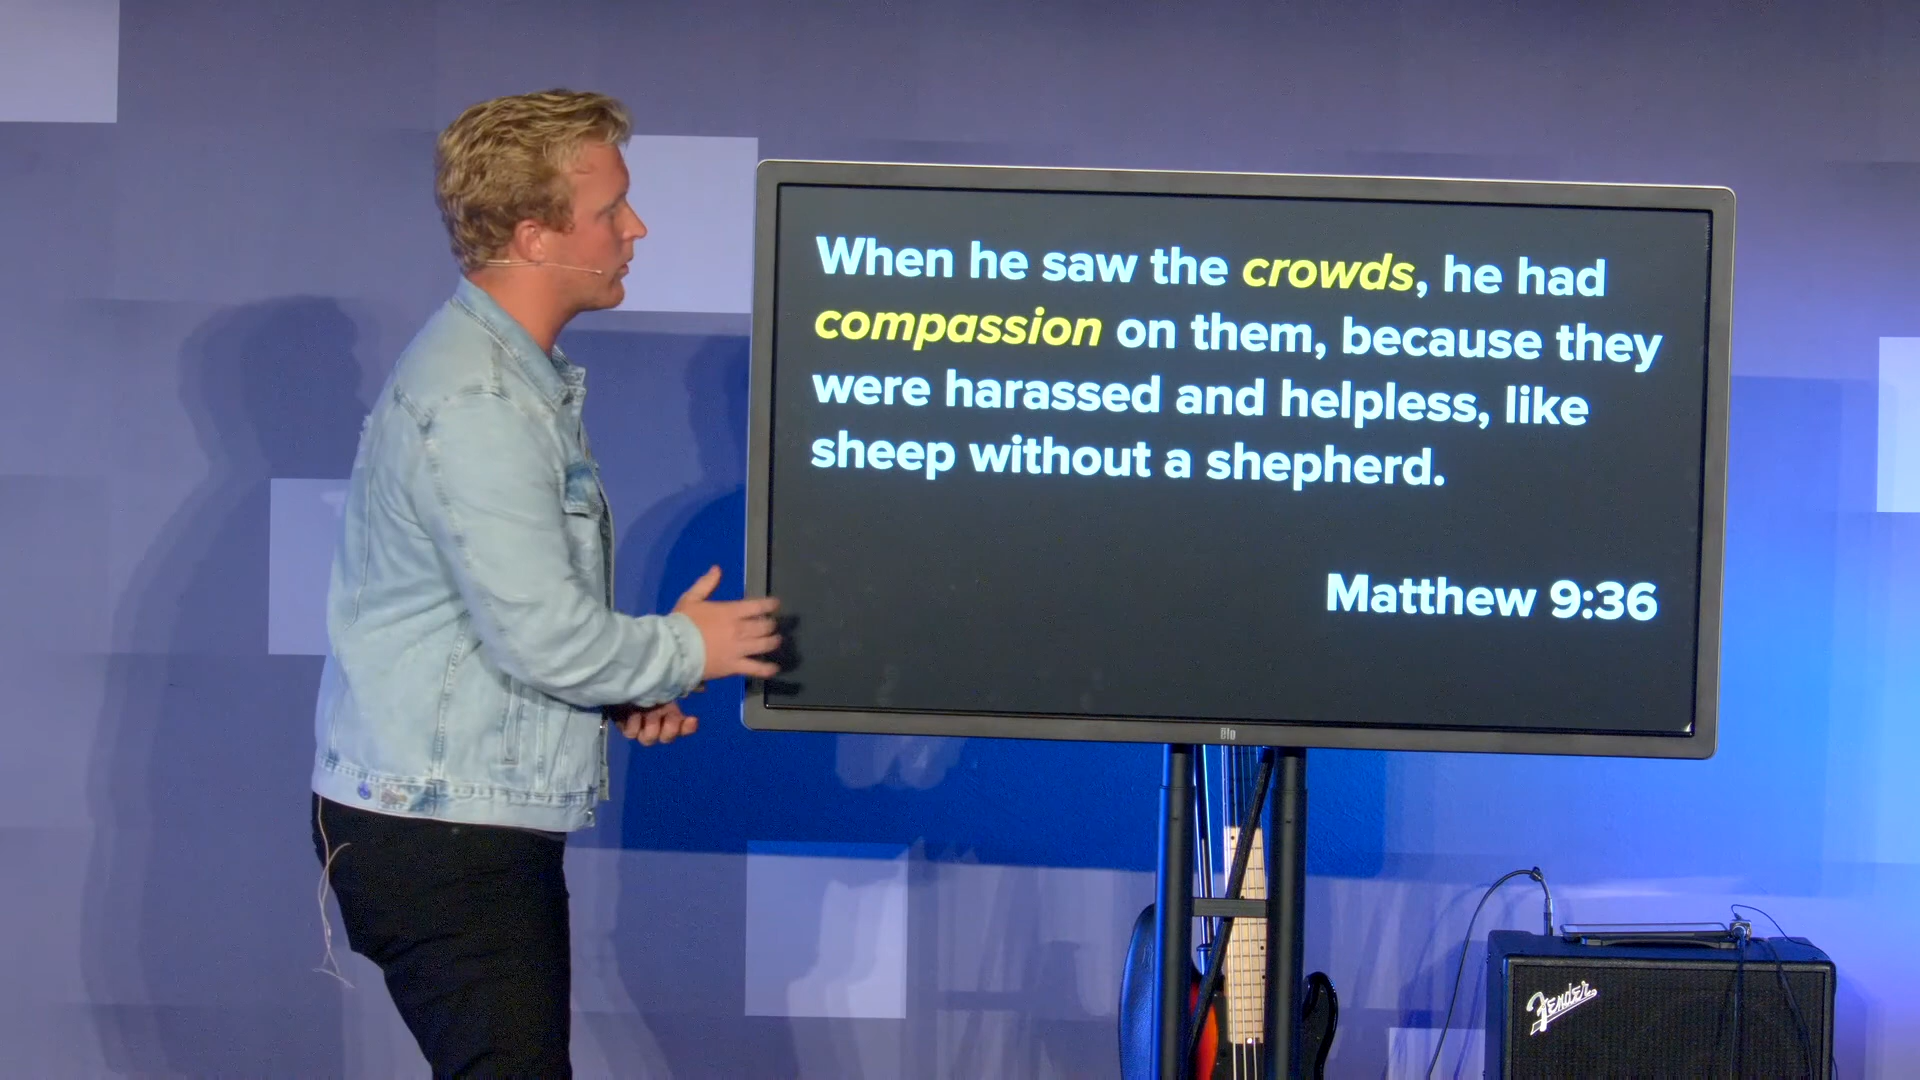 When he saw the crowds, he had
compassion on them, because they
were harassed and helpless, like
sheep without a shepherd.
Matthew 9:36
elo
Fender